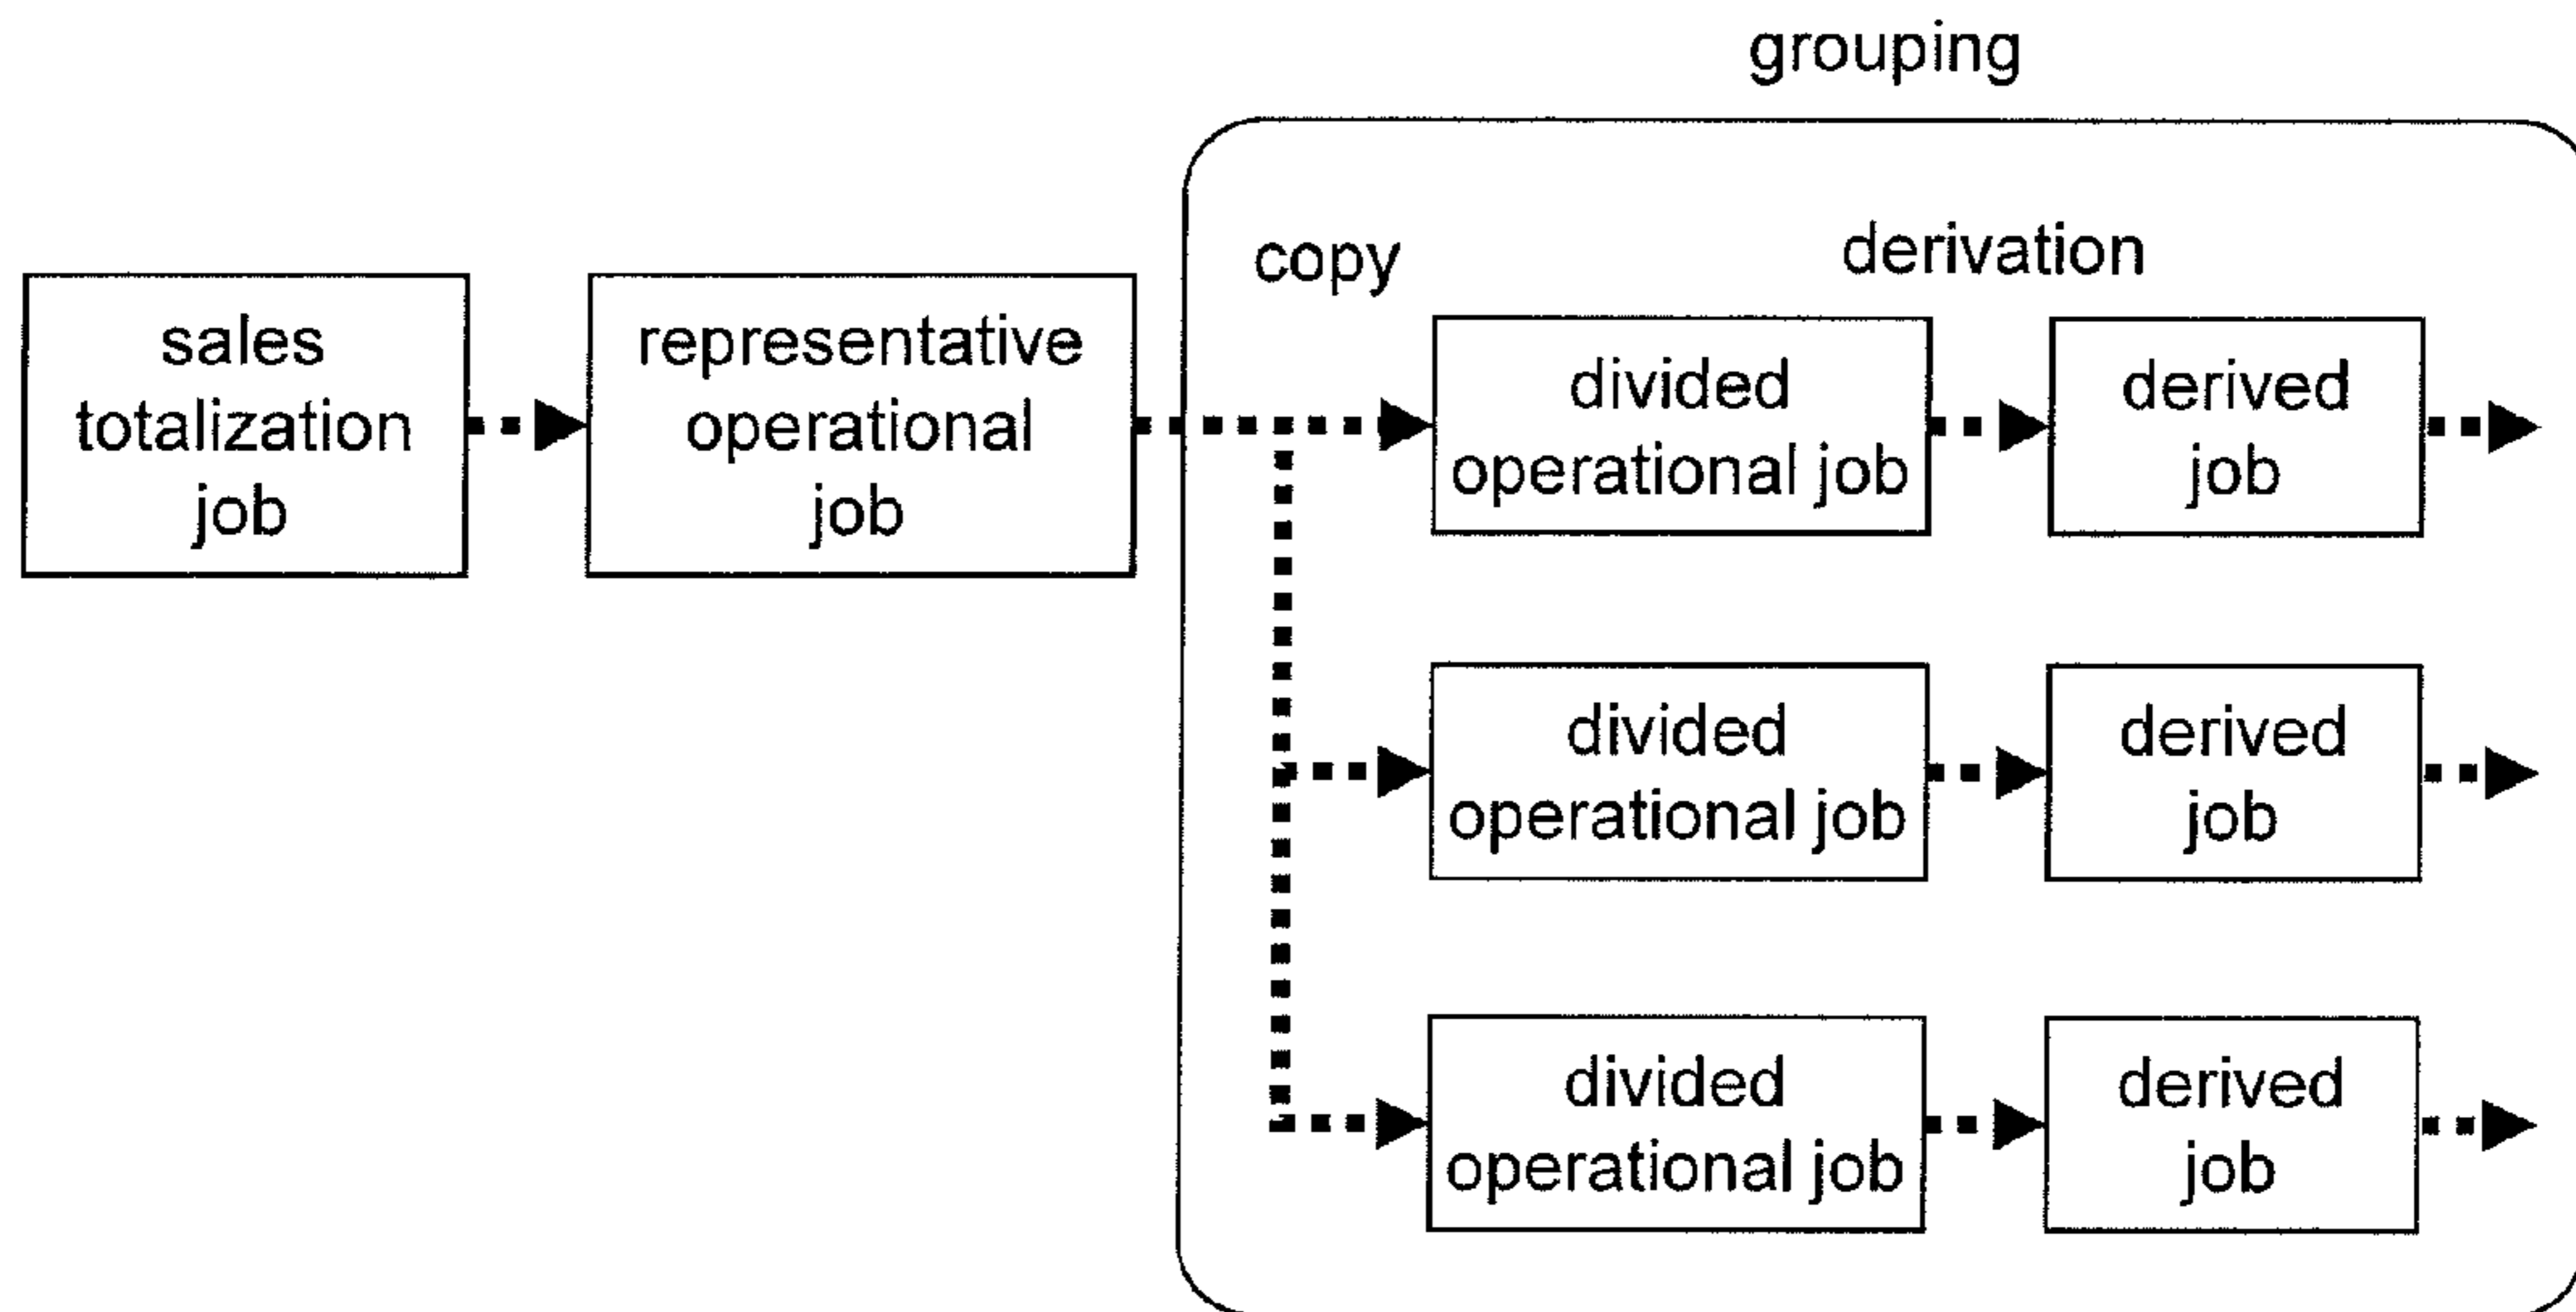 grouping
copy
derivation
sales
totalization
job
representative
operational
job
divided
operational job
derived
job
divided
operational job
derived
job
divided
operational job
derived
job